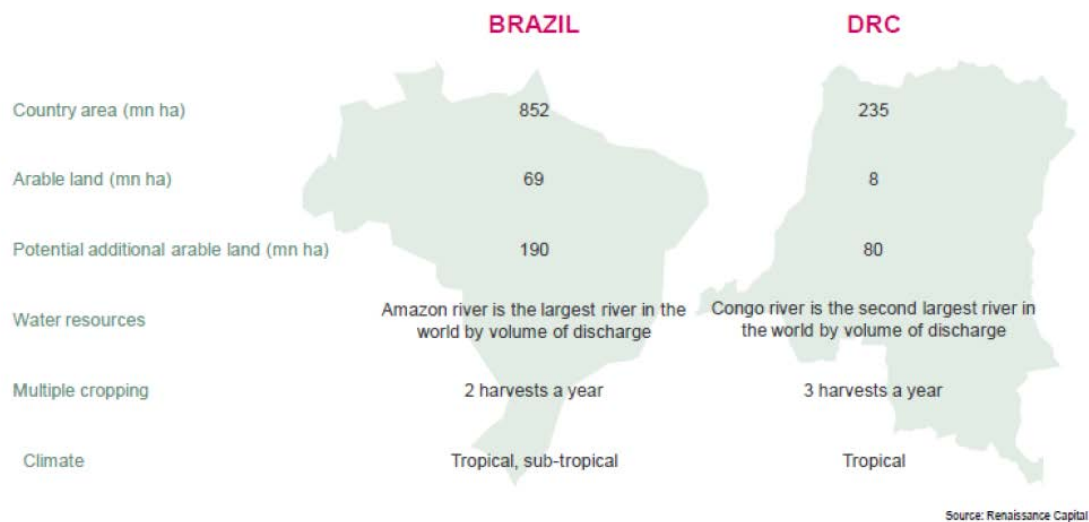 BRAZIL DRC
Country area (mn ha) 852 235
Arable land (mn ha) 69 8
Potential additional arable land (mn ha) 190 80
Water resources
Amazon river is the largest river in the
world by volume of discharge
Congo river is the second largest river in
the world by volume of discharge
Multiple cropping 2 harvests a year 3 harvests a year
Climate Tropical, sub-tropical Tropical
Source: Renaissance Capital